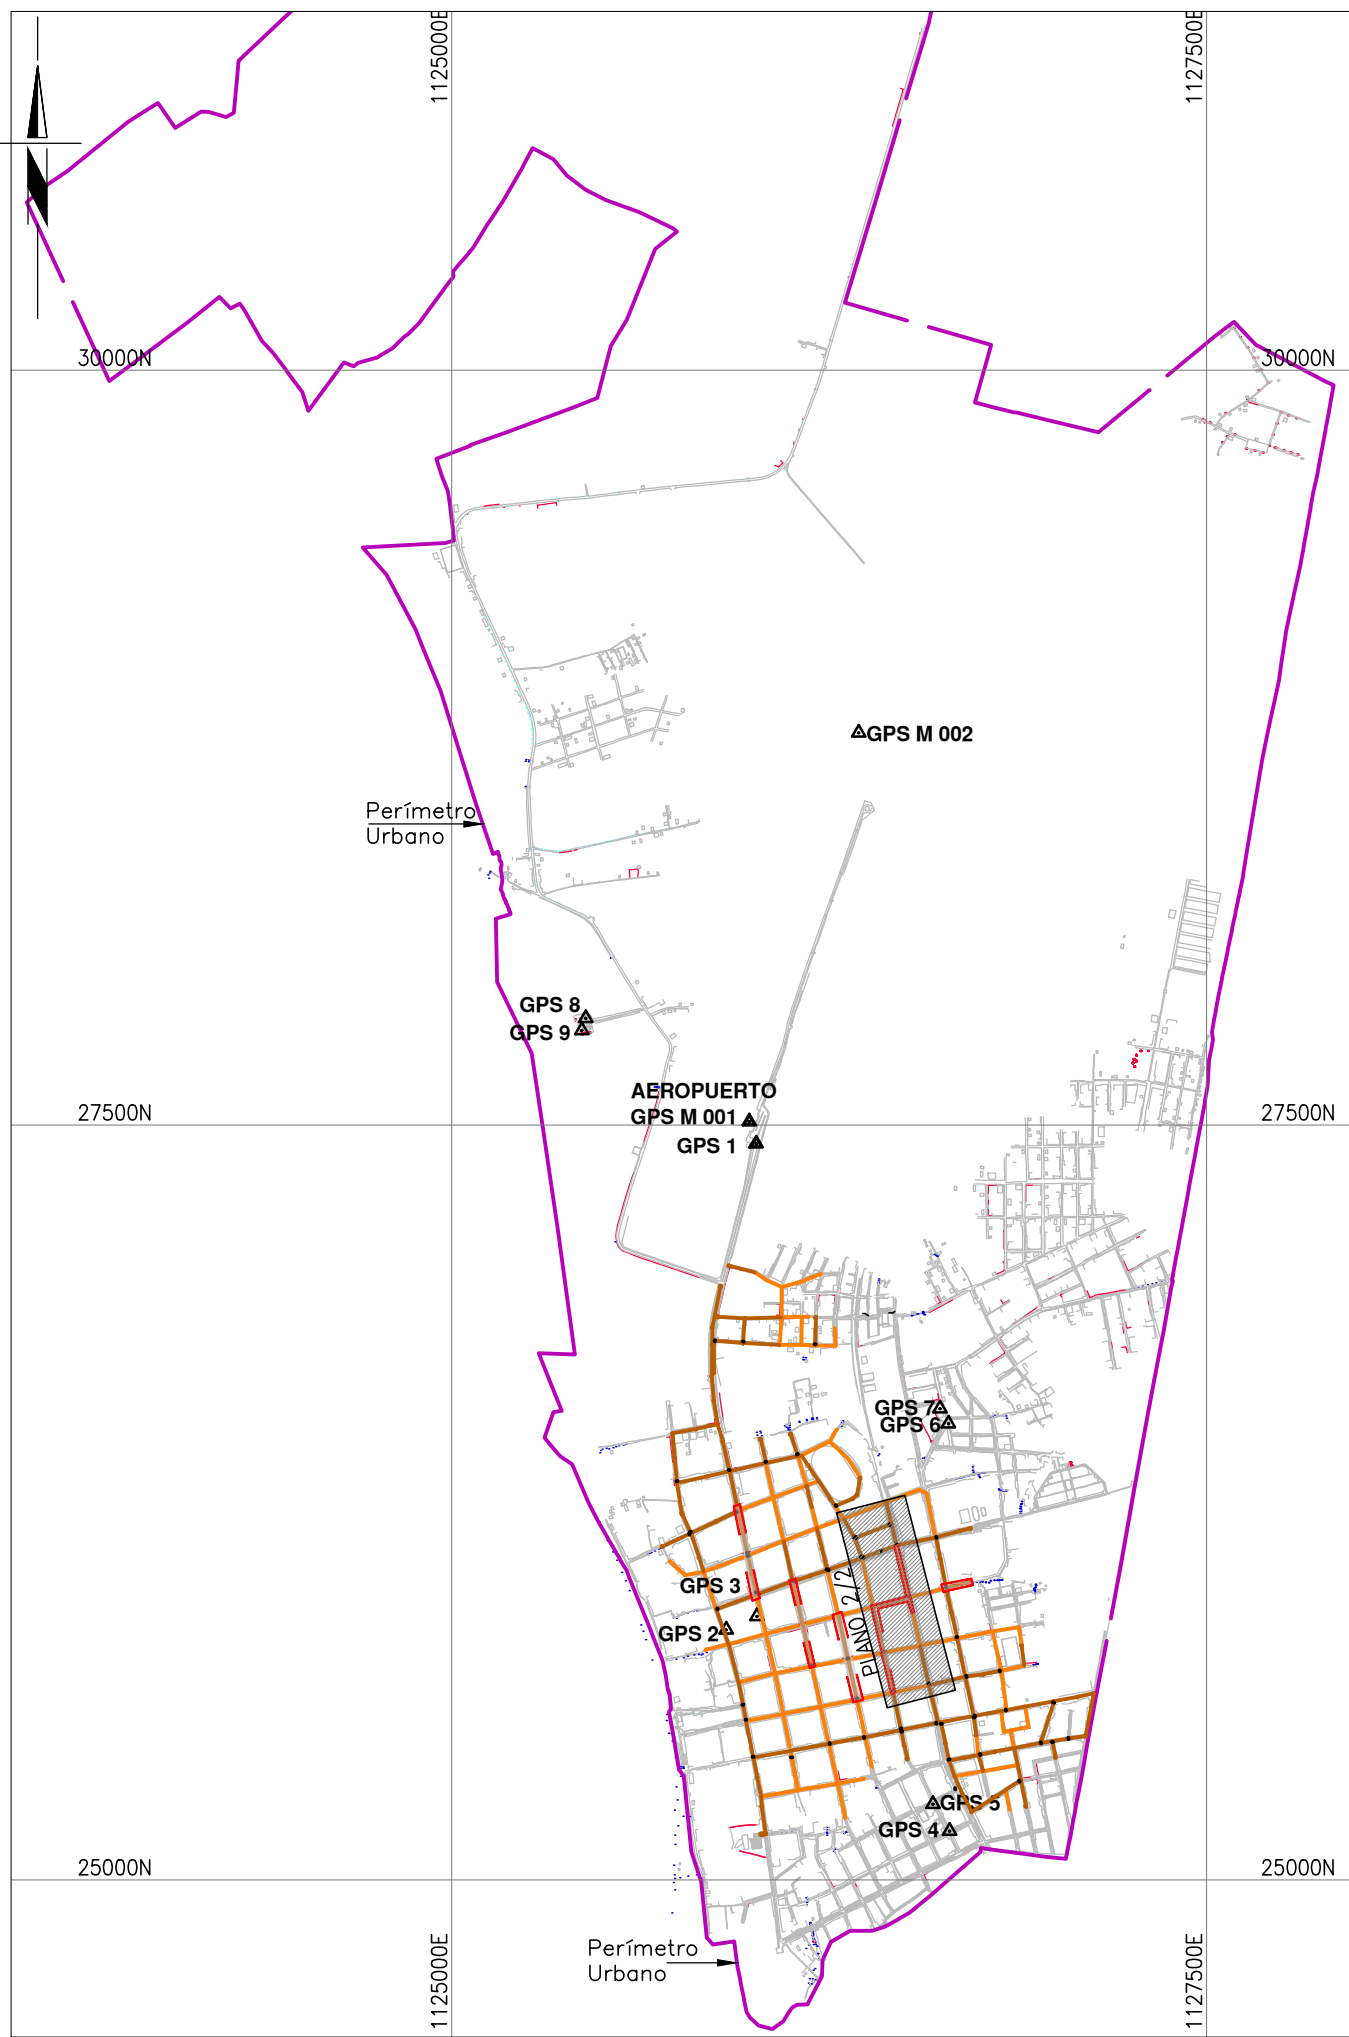 1125000E
1127500E
30000N
30000N
GPS M 002
Perímetro
Urbano
GPS 8
GPS 9
AEROPUERTO
GPS M 001
GPS 1
27500N
27500N
GPS 7
GPS 6
GPS 3
GPS 2
PLANO 2/2
GPS 5
GPS 4
25000N
25000N
Perímetro
Urbano
1125000E
1127500E